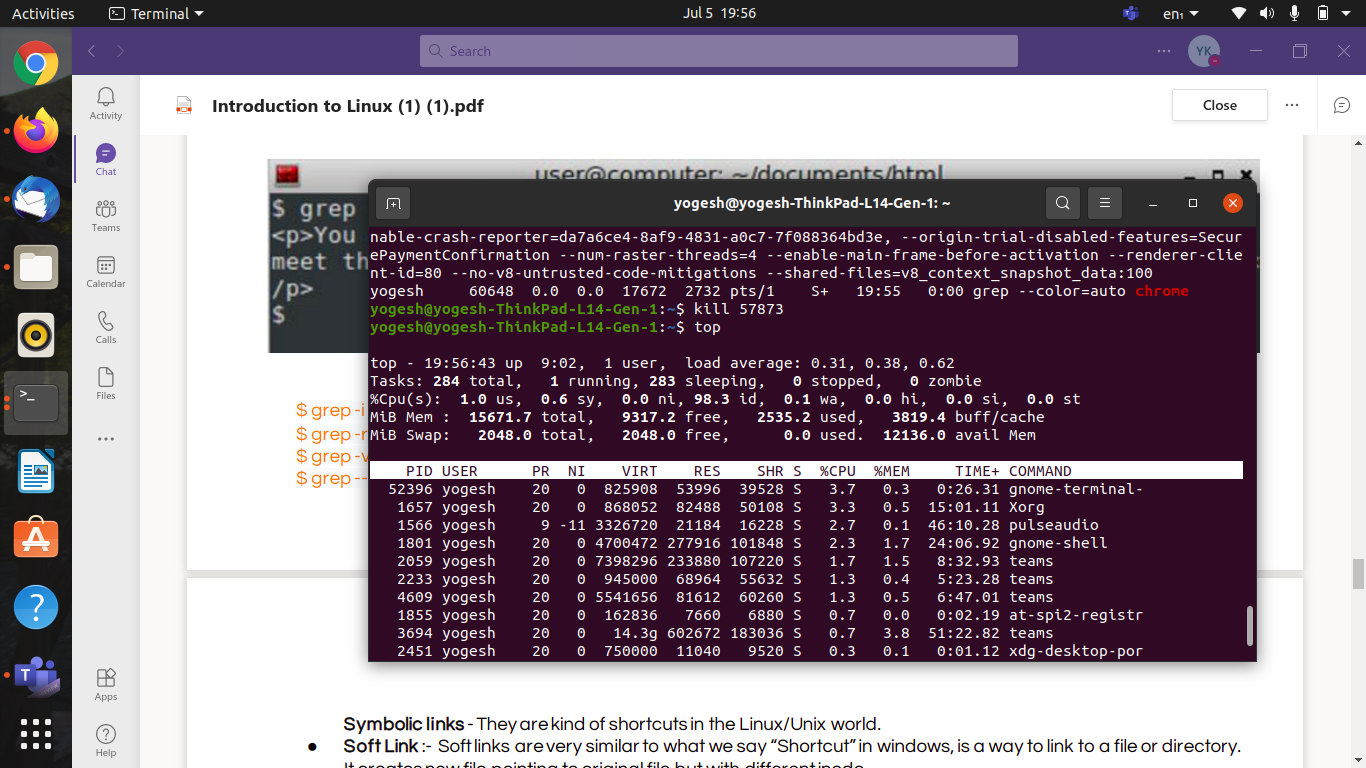 Activities
Terminal
Jul 5 19:56
en₁
Search
YK
Activity
Chat
Teams
Calendar
Calls
Files
Apps
Help
Introduction to Linux (1) (1).pdf
Close
user@computer: ~/documents/html
$ grep
<p>You
meet th
/p>
$
$ grep -i
$ grep -r
$ grep -v
$ grep --
yogesh@yogesh-ThinkPad-L14-Gen-1: ~
nable-crash-reporter=da7a6ce4-8af9-4831-a0c7-7f088364bd3e, --origin-trial-disabled-features=Secur
ePaymentConfirmation --num-raster-threads=4 --enable-main-frame-before-activation --renderer-clie
nt-id=80 --no-v8-untrusted-code-mitigations --shared-files=v8_context_snapshot_data:100
yogesh 60648 0.0 0.0 17672 2732 pts/1 S+ 19:55 0:00 grep --color=auto chrome
yogesh@yogesh-ThinkPad-L14-Gen-1:~$ kill 57873
yogesh@yogesh-ThinkPad-L14-Gen-1:~$ top
top - 19:56:43 up 9:02, 1 user, load average: 0.31, 0.38, 0.62
Tasks: 284 total, 1 running, 283 sleeping, 0 stopped, 0 zombie
%Cpu(s): 1.0 us, 0.6 sy, 0.0 ni, 98.3 id, 0.1 wa, 0.0 hi, 0.0 si, 0.0 st
MiB Mem : 15671.7 total, 9317.2 free, 2535.2 used, 3819.4 buff/cache
MiB Swap: 2048.0 total, 2048.0 free, 0.0 used. 12136.0 avail Mem
PID USER PR NI VIRT RES SHR S %CPU %MEM TIME+ COMMAND
52396 yogesh 20 0 825908 53996 39528 S 3.7 0.3 0:26.31 gnome-terminal-
1657 yogesh 20 0 868052 82488 50108 S 3.3 0.5 15:01.11 Xorg
1566 yogesh 9 -11 3326720 21184 16228 S 2.7 0.1 46:10.28 pulseaudio
1801 yogesh 20 0 4700472 277916 101848 S 2.3 1.7 24:06.92 gnome-shell
2059 yogesh 20 0 7398296 233880 107220 S 1.7 1.5 8:32.93 teams
2233 yogesh 20 0 945000 68964 55632 S 1.3 0.4 5:23.28 teams
4609 yogesh 20 0 5541656 81612 60260 S 1.3 0.5 6:47.01 teams
1855 yogesh 20 0 162836 7660 6880 S 0.7 0.0 0:02.19 at-spi2-registr
3694 yogesh 20 0 14.3g 602672 183036 S 0.7 3.8 51:22.82 teams
2451 yogesh 20 0 750000 11040 9520 S 0.3 0.1 0:01.12 xdg-desktop-por
Symbolic links - They are kind of shortcuts in the Linux/Unix world.
● Soft Link :- Soft links are very similar to what we say “Shortcut” in windows, is a way to link to a file or directory.
It creates new file pointing to original file but with different inode